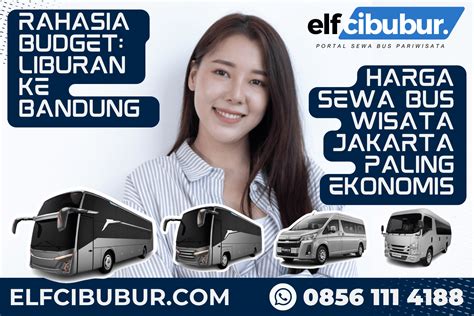 RAHASIA
BUDGET:
LIBURAN
KE
BANDUNG
elfcibubur.
PORTAL SEWA BUS PARIWISATA
HARGA
SEWA BUS
WISATA
JAKARTA
PALING
EKONOMIS
ELFCIBUBUR.COM
0856 111 4188